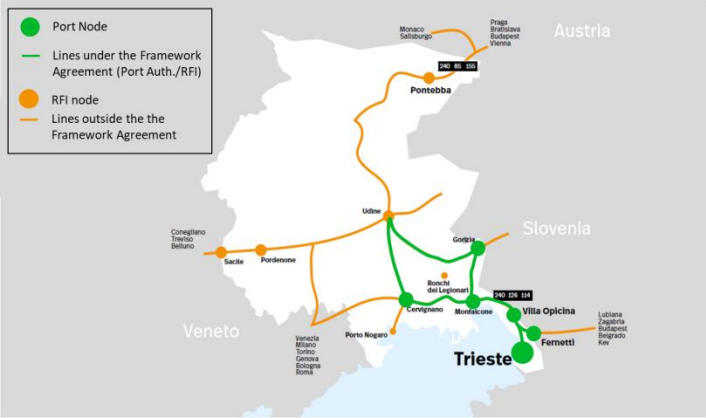 Port Node
Lines under the Framework
Agreement (Port Auth./RFI)
RFI node
Lines outside the the
Framework Agreement
Monaco
Salisburgo
Praga
Bratislava
Budapest
Vienna
Austria
240 85 155
Pontebba
Udine
Conegliano
Treviso
Belluno
Sacile
Pordenone
Gorizia
Slovenia
Ronchi
dei Legionari
240 126 114
Cervignano
Monfalcone
Villa Opicina
Veneto
Porto Nogaro
Fernetti
Lubiana
Zagabria
Budapest
Belgrado
Kev
Venezia
Milano
Torino
Genova
Bologna
Roma
Trieste